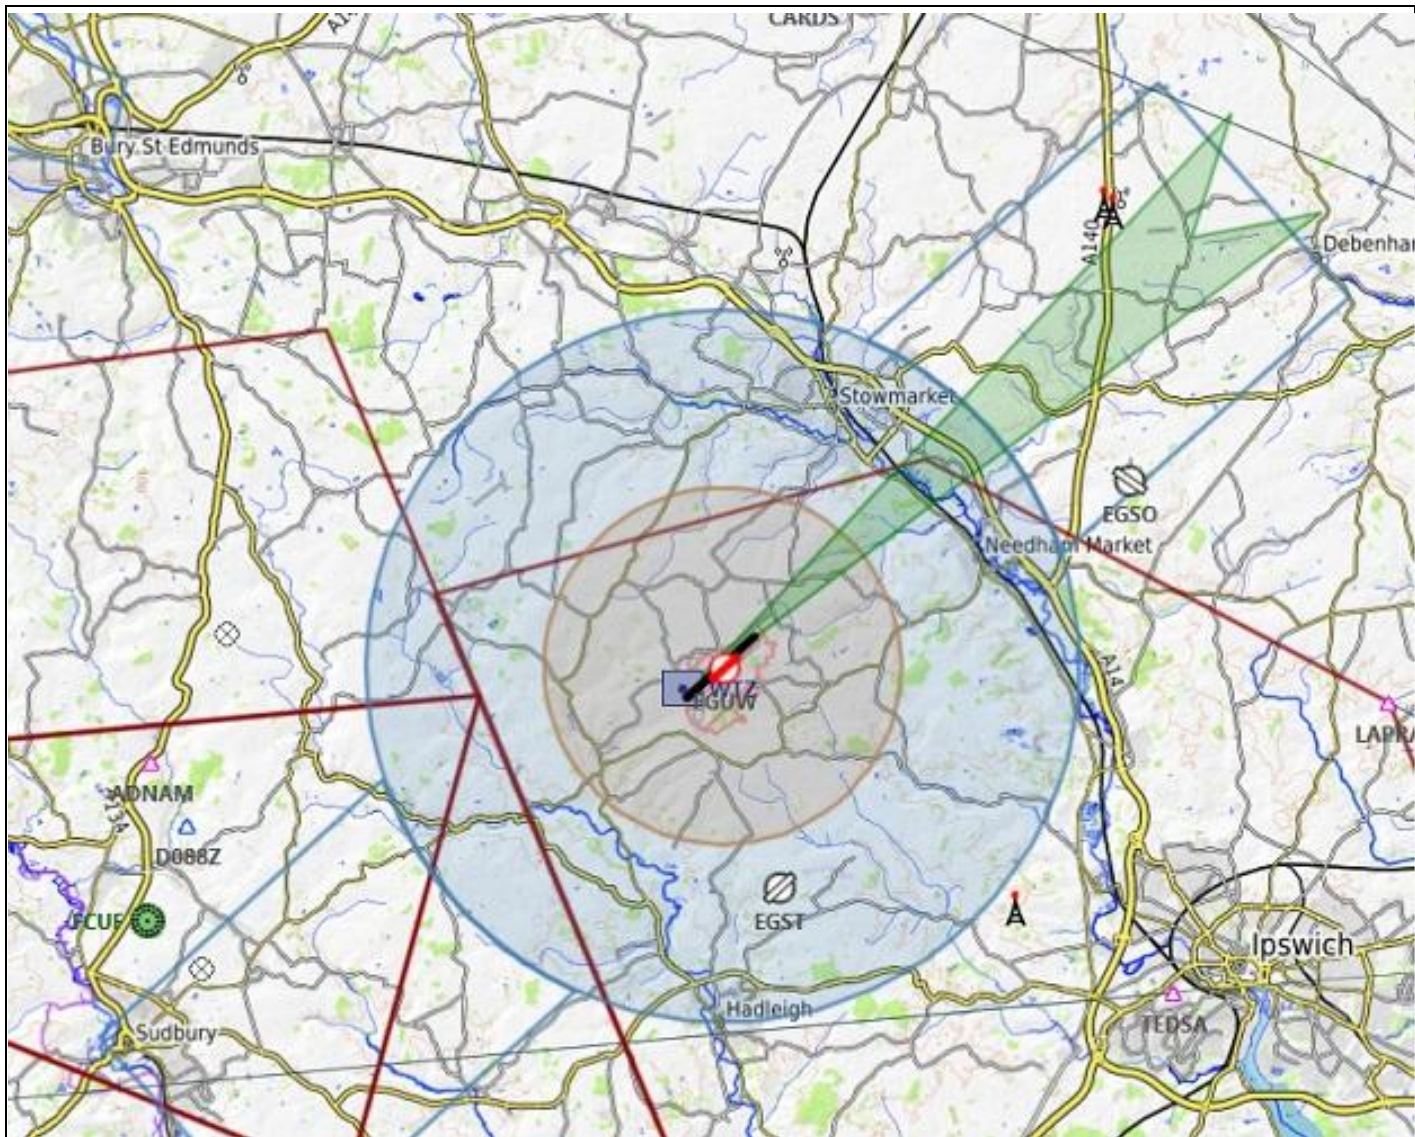 CARDS
Bury St Edmunds
A140
Debenham
Stowmarket
EGSO
Needham Market
EGUW
A14
LAPRA
ADNAM
D088Z
EGST
Ipswich
Hadleigh
TEDSA
Sudbury